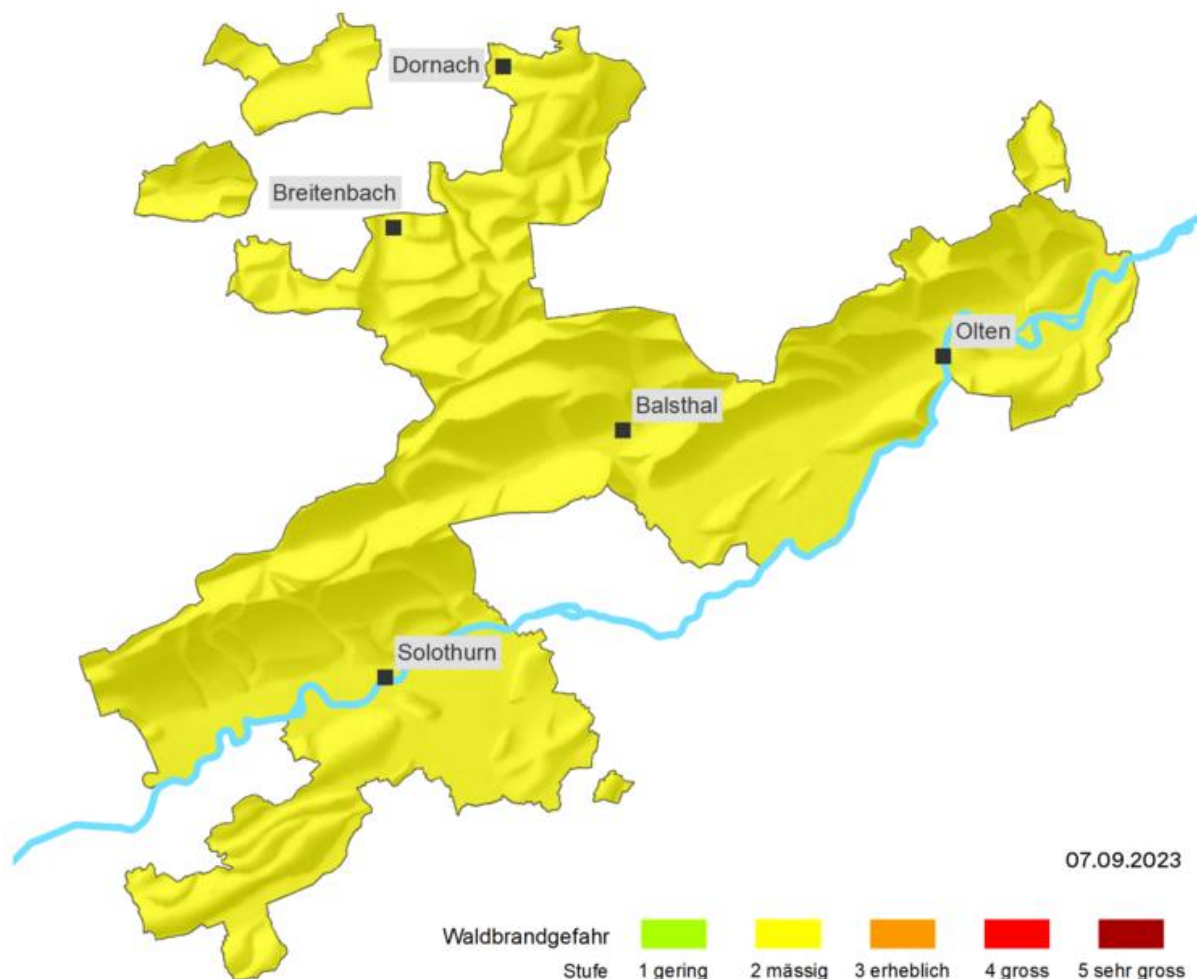 Dornach
Breitenbach
Olten
Balsthal
Solothurn
07.09.2023
Waldbrandgefahr
Stufe 1 gering 2 mässig 3 erheblich 4 gross 5 sehr gross